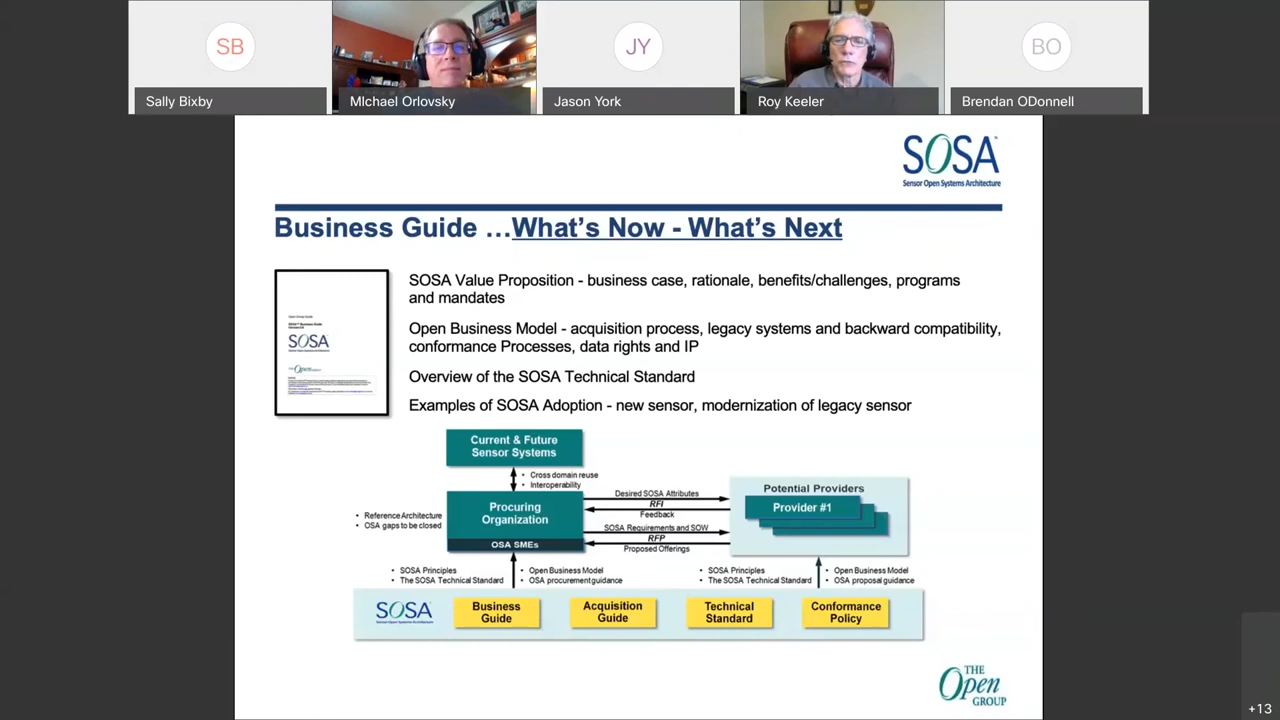 SB
JY
BO
Sally Bixby
MIchael Orlovsky
Jason York
Roy Keeler
Brendan ODonnell
SOSA™
Sensor Open Systems Architecture
Business Guide ...What's Now - What's Next
SOSA Value Proposition - business case, rationale, benefits/challenges, programs
and mandates
Open Business Model - acquisition process, legacy systems and backward compatibility,
conformance Processes, data rights and IP
Overview of the SOSA Technical Standard
Examples of SOSA Adoption - new sensor, modernization of legacy sensor
SOSA
Current & Future
Sensor Systems
• Cross domain reuse
• Interoperability
• Reference Architecture
• OSA gaps to be closed
Procuring
Organization
OSA SMEs
Desired SOSA Attributes
RFI
Feedback
SOSA Requirements and SOW
RFP
Proposed Offerings
Potential Providers
Provider #1
• SOSA Principles
• The SOSA Technical Standard
• Open Business Model
• OSA procurement guidance
• SOSA Principles
• The SOSA Technical Standard
• Open Business Model
• OSA proposal guidance
SOSA
Sensor Open Systems Architecture
Business
Guide
Acquisition
Guide
Technical
Standard
Conformance
Policy
THE
Open
GROUP
+13